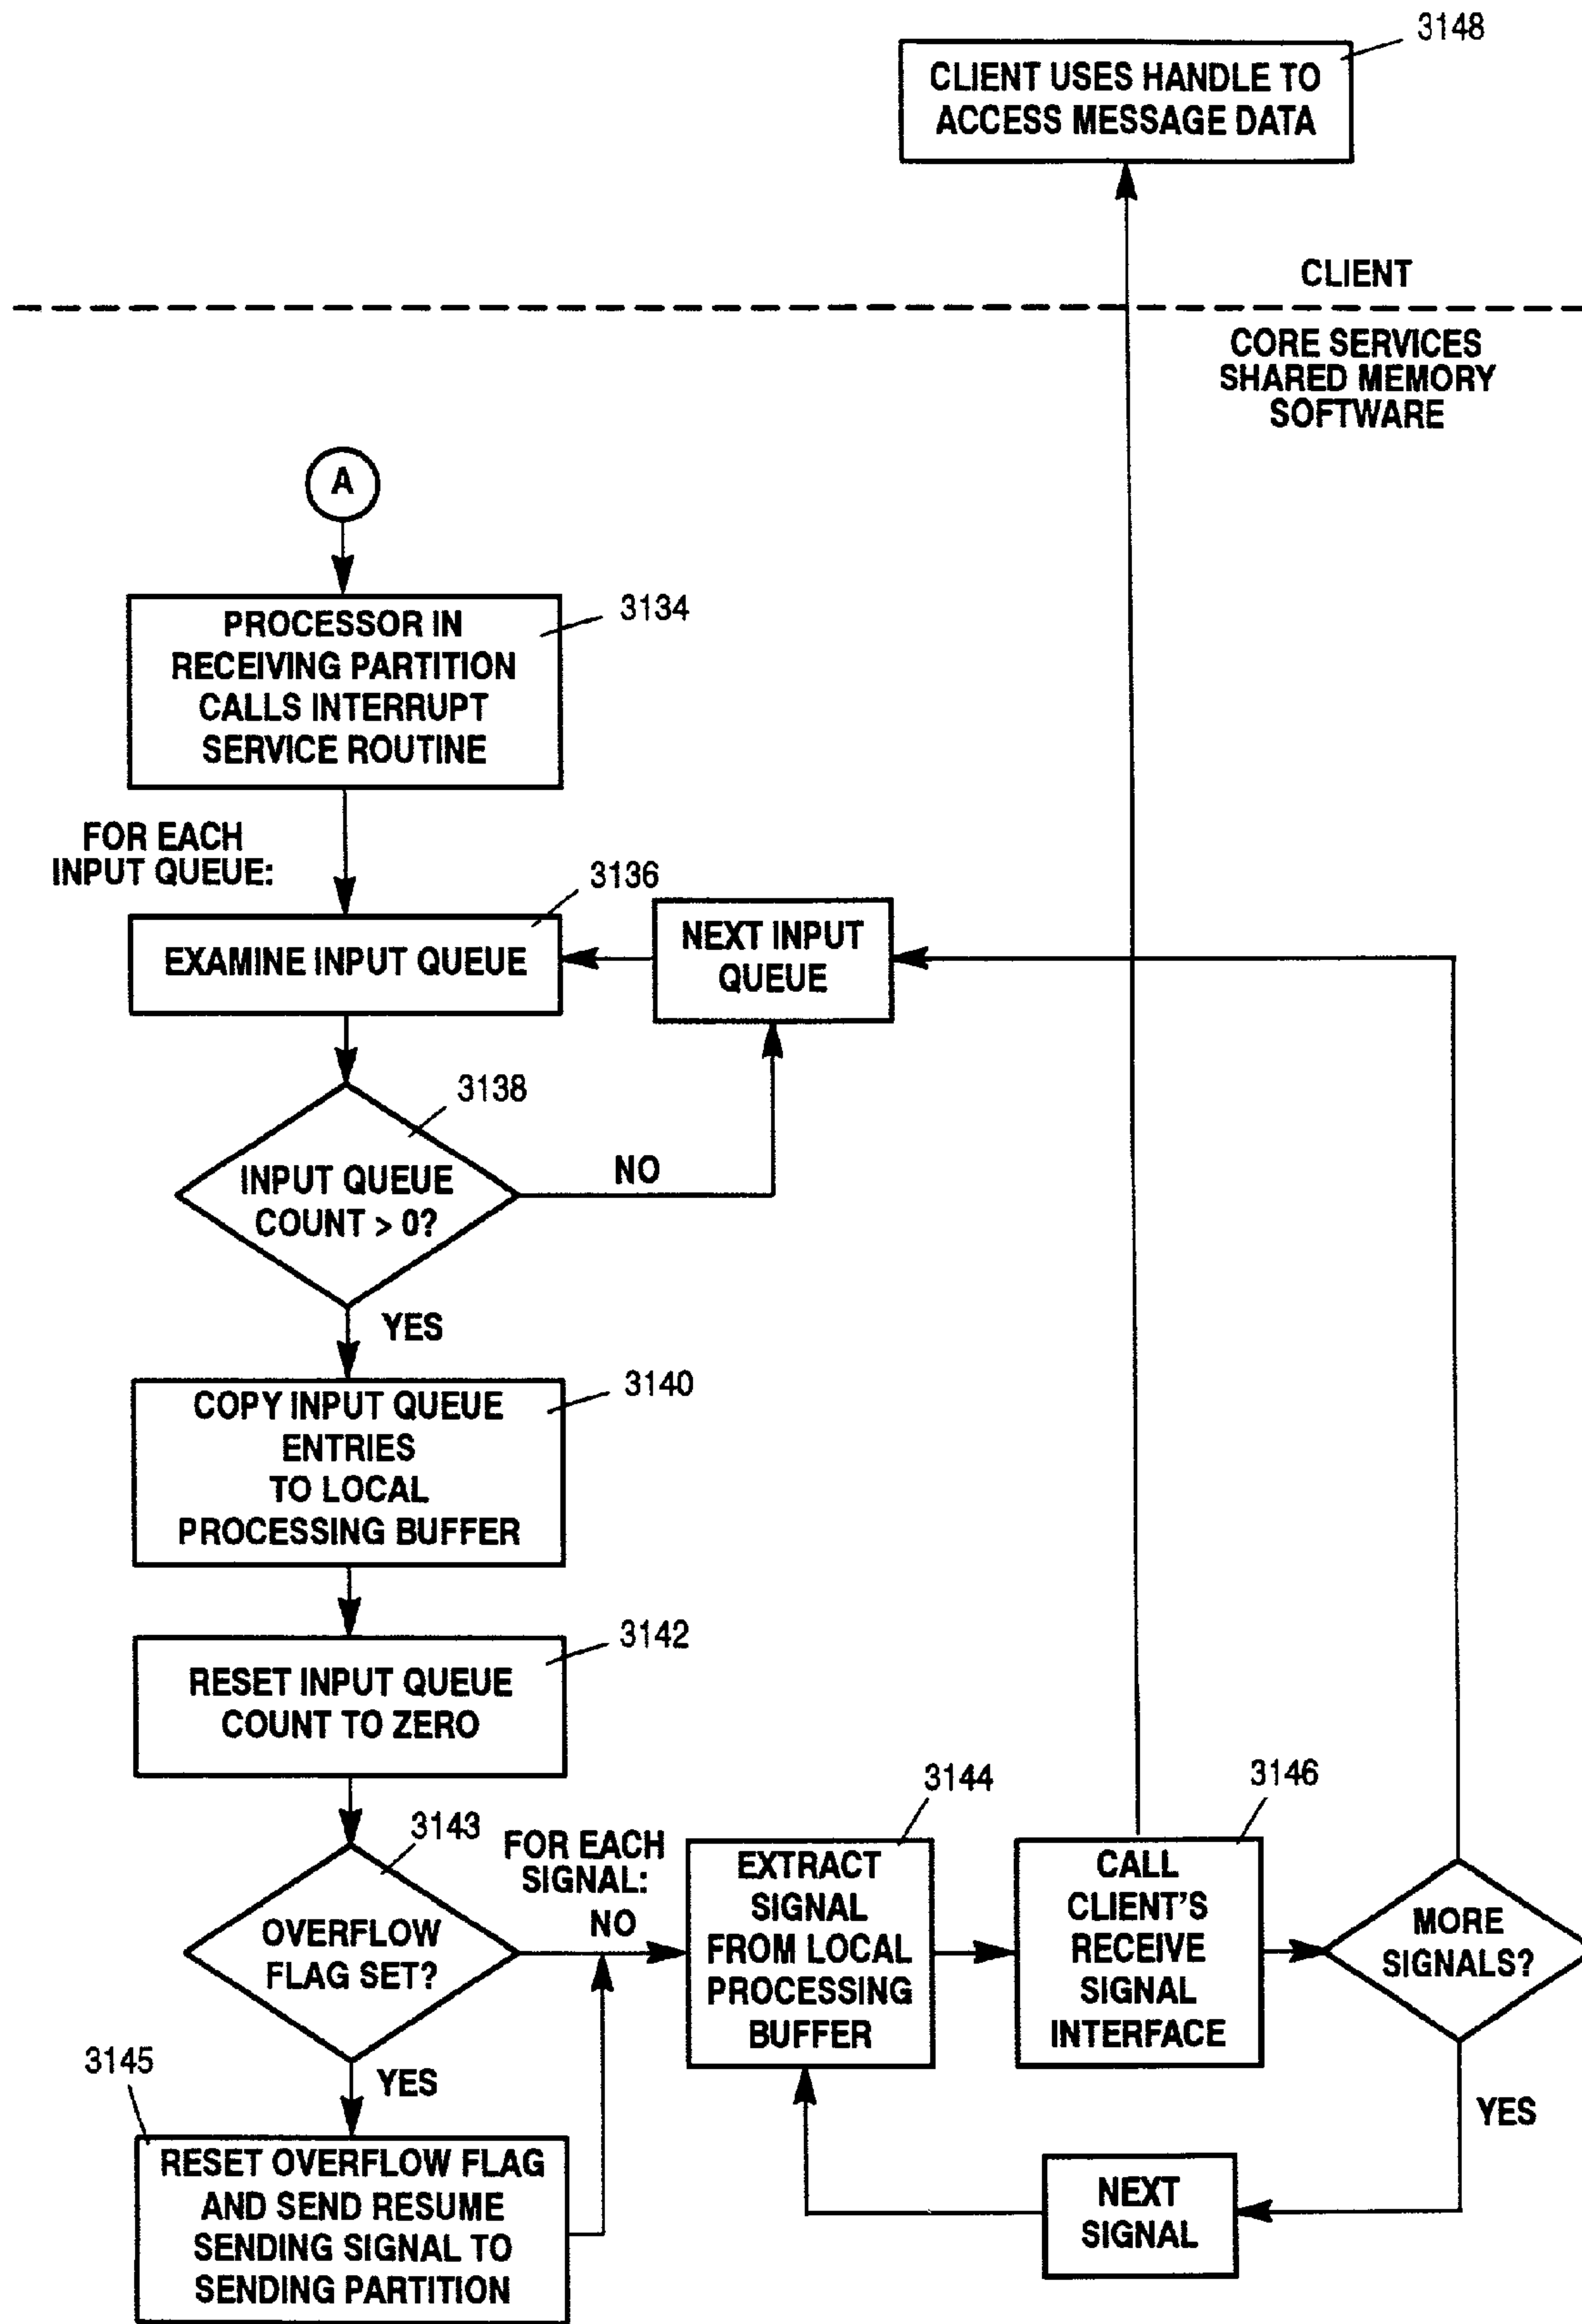 3148
CLIENT USES HANDLE TO
ACCESS MESSAGE DATA
CLIENT
CORE SERVICES
SHARED MEMORY
SOFTWARE
A
3134
PROCESSOR IN
RECEIVING PARTITION
CALLS INTERRUPT
SERVICE ROUTINE
FOR EACH
INPUT QUEUE:
3136
EXAMINE INPUT QUEUE
NEXT INPUT
QUEUE
3138
INPUT QUEUE
COUNT > 0?
NO
YES
3140
COPY INPUT QUEUE
ENTRIES
TO LOCAL
PROCESSING BUFFER
3142
RESET INPUT QUEUE
COUNT TO ZERO
3143
OVERFLOW
FLAG SET?
FOR EACH
SIGNAL:
NO
YES
3145
RESET OVERFLOW FLAG
AND SEND RESUME
SENDING SIGNAL TO
SENDING PARTITION
3144
EXTRACT
SIGNAL
FROM LOCAL
PROCESSING
BUFFER
3146
CALL
CLIENT'S
RECEIVE
SIGNAL
INTERFACE
MORE
SIGNALS?
YES
NEXT
SIGNAL